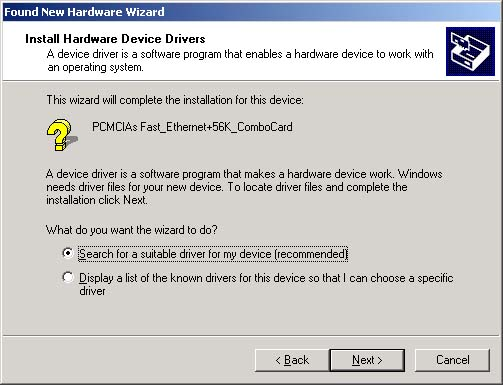 Found New Hardware Wizard
Install Hardware Device Drivers
A device driver is a software program that enables a hardware device to work with
an operating system.
This wizard will complete the installation for this device:
PCMCIAs Fast_Ethernet+56K_ComboCard
A device driver is a software program that makes a hardware device work. Windows
needs driver files for your new device. To locate driver files and complete the
installation click Next.
What do you want the wizard to do?
Search for a suitable driver for my device (recommended)
Display a list of the known drivers for this device so that I can choose a specific
driver
< Back Next > Cancel